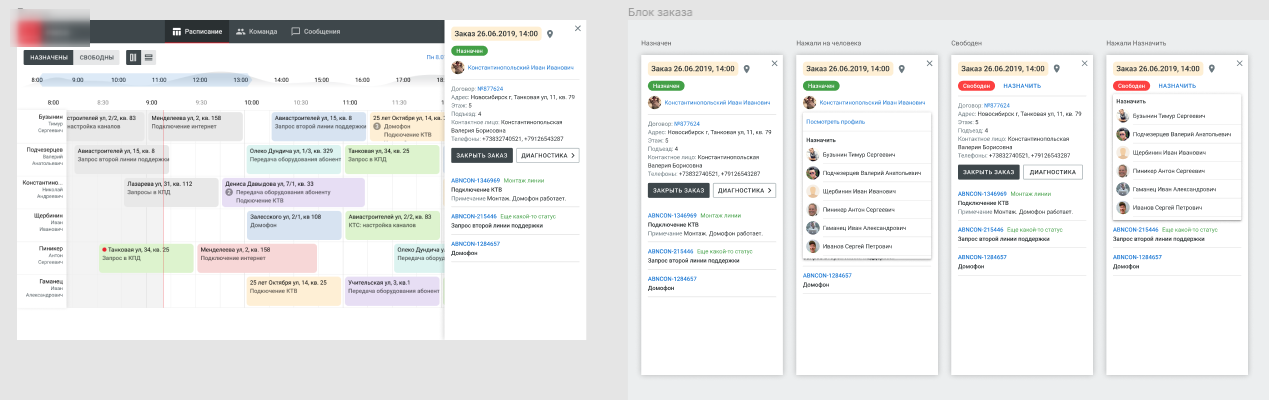 Блок заказа
Расписание
Команда
Сообщения
НАЗНАЧЕНЫ
СВОБОДНЫ
8:00
9:00
10:00
11:00
12:00
13:00
14:00
15:00
16:00
17:00
8:00
8:30
9:00
9:30
10:00
10:30
11:00
11:30
Бузынин
Тимур
Сергеевич
строителей ул, 2/2, кв. 83
настройка каналов
Менделеева ул, 2, кв. 158
Подключение интернет
Авиастроителей ул, 15, кв. 8
Запрос второй линии поддержки
25 лет Октября ул, 14, кв.
Домофон
Подключение КТВ
Подчезерцев
Валерий
Анатольевич
Авиастроителей ул, 15, кв. 8
Запрос второй линии поддержки
Олеко Дундича ул, 1/3, кв. 329
Передача оборудования абонент
Танковая ул, 34, кв. 25
Запрос в КПД
Константино...
Николай
Андреевич
Лазарева ул, 31, кв. 112
Запросы в КПД
Дениса Давыдова ул, 7/1, кв. 33
2 Передача оборудования абоненту
Подключение КТВ
Щербинин
Иван
Иванович
Залесского ул, 2/1, кв 108
Домофон
Авиастроителей ул, 2/2, кв. 83
КТС: настройка каналов
Пиникер
Антон
Сергеевич
Танковая ул, 34, кв. 25
Запрос в КПД
Менделеева ул, 2, кв. 158
Подключение интернет
Олеко Дундича у
Передача оборуд
Гаманец
Иван
Александрович
25 лет Октября ул, 14, кв. 25
Подключение КТВ
Учительская ул, 3, кв.1
Передача оборудования абонент
Заказ 26.06.2019, 14:00
Назначен
Константинопольский Иван Иванович
Договор: №877624
Адрес: Новосибирск г, Танковая ул, 11, кв. 79
Этаж: 5
Подъезд: 4
Контактное лицо: Константинопольская
Валерия Борисовна
Телефоны: +73832740521, +79126543287
ЗАКРЫТЬ ЗАКАЗ
ДИАГНОСТИКА
ABNCON-1346969 Монтаж линии
Подключение КТВ
Примечание Монтаж. Домофон работает.
ABNCON-215446 Еще какой-то статус
Запрос второй линии поддержки
ABNCON-1284657
Домофон
Назначен
Заказ 26.06.2019, 14:00
Назначен
Константинопольский Иван Иванович
Договор: №877624
Адрес: Новосибирск г, Танковая ул, 11, кв. 79
Этаж: 5
Подъезд: 4
Контактное лицо: Константинопольская
Валерия Борисовна
Телефоны: +73832740521, +79126543287
ЗАКРЫТЬ ЗАКАЗ
ДИАГНОСТИКА
ABNCON-1346969 Монтаж линии
Подключение КТВ
Примечание Монтаж. Домофон работает.
ABNCON-215446 Еще какой-то статус
Запрос второй линии поддержки
ABNCON-1284657
Домофон
Нажали на человека
Заказ 26.06.2019, 14:00
Назначен
Константинопольский Иван Иванович
Посмотреть профиль
Назначить
Бузынин Тимур Сергеевич
Подчезерцев Валерий Анатольевич
Щербинин Иван Иванович
Пиникер Антон Сергеевич
Гаманец Иван Александрович
Иванов Сергей Петрович
ABNCON-1284657
Домофон
Свободен
Заказ 26.06.2019, 14:00
Свободен
НАЗНАЧИТЬ
Договор: №877624
Адрес: Новосибирск г, Танковая ул, 11, кв. 79
Этаж: 5
Подъезд: 4
Контактное лицо: Константинопольская
Валерия Борисовна
Телефоны: +73832740521, +79126543287
ЗАКРЫТЬ ЗАКАЗ
ДИАГНОСТИКА
ABNCON-1346969 Монтаж линии
Подключение КТВ
Примечание Монтаж. Домофон работает.
ABNCON-215446 Еще какой-то статус
Запрос второй линии поддержки
ABNCON-1284657
Домофон
Нажали Назначить
Заказ 26.06.2019, 14:00
Свободен
НАЗНАЧИТЬ
Назначить
Бузынин Тимур Сергеевич
Подчезерцев Валерий Анатольевич
Щербинин Иван Иванович
Пиникер Антон Сергеевич
Гаманец Иван Александрович
Иванов Сергей Петрович
ABNCON-215446 Еще какой-то статус
Запрос второй линии поддержки
ABNCON-1284657
Домофон